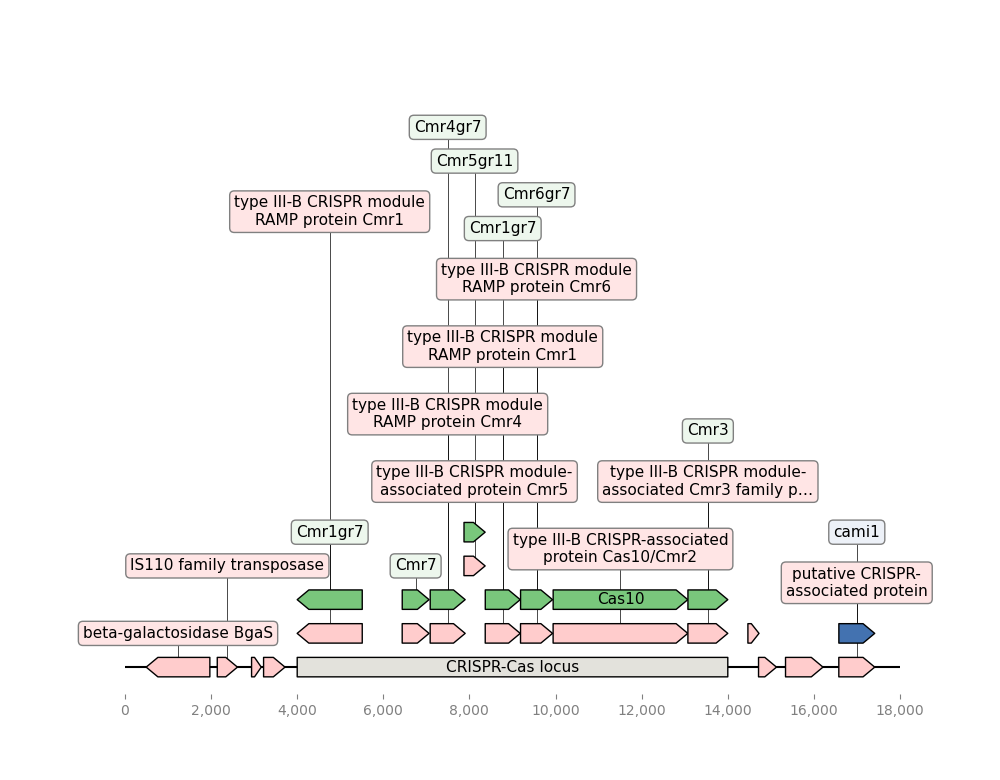 Cmr4gr7
Cmr5gr11
Cmr6gr7
type III-B CRISPR module
RAMP protein Cmr1
Cmr1gr7
type III-B CRISPR module
RAMP protein Cmr6
type III-B CRISPR module
RAMP protein Cmr1
type III-B CRISPR module
RAMP protein Cmr4
Cmr3
type III-B CRISPR module-
associated protein Cmr5
type III-B CRISPR module-
associated Cmr3 family p...
Cmr1gr7
cami1
type III-B CRISPR-associated
protein Cas10/Cmr2
IS110 family transposase
Cmr7
putative CRISPR-
associated protein
Cas10
beta-galactosidase BgaS
CRISPR-Cas locus
0 2,000 4,000 6,000 8,000 10,000 12,000 14,000 16,000 18,000